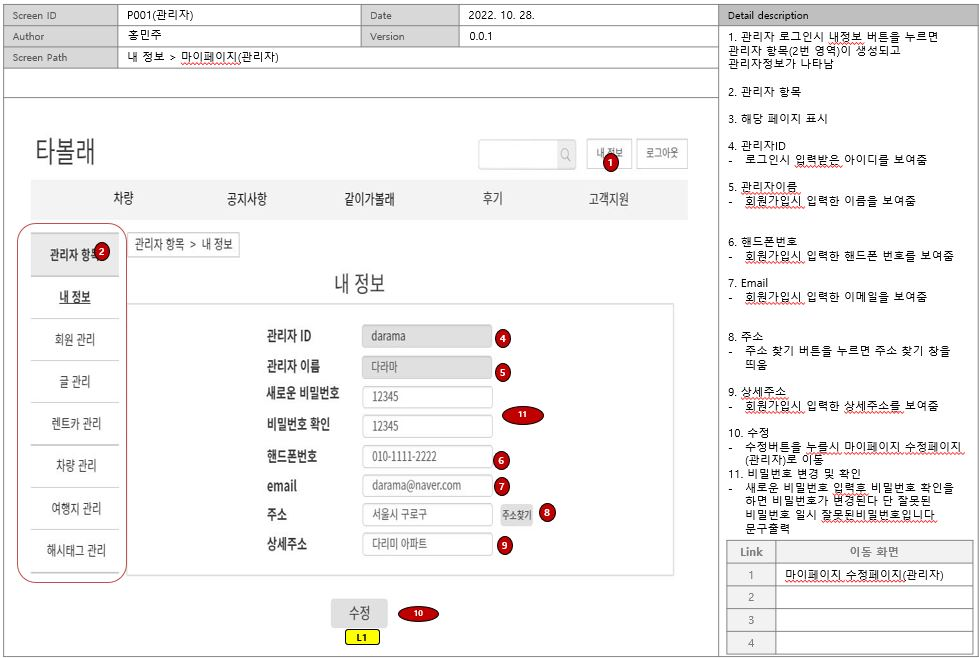 Screen ID P001(관리자) Date 2022. 10. 28.
Author 홍민주 Version 0.0.1
Screen Path 내 정보 > 마이페이지(관리자)
타볼래
내 정보 1 로그아웃
차량 공지사항 같이가볼래 후기 고객지원
관리자 항목 2
관리자 항목 > 내 정보
내 정보
회원 관리
글 관리
렌트카 관리
차량 관리
여행지 관리
해시태그 관리
내 정보
관리자 ID darama 4
관리자 이름 다라마 5
새로운 비밀번호 12345
11
비밀번호 확인 12345
핸드폰번호 010-1111-2222 6
email darama@naver.com 7
주소 서울시 구로구 주소찾기 8
상세주소 다리미 아파트 9
수정 10
L1
Detail description
1. 관리자 로그인시 내정보 버튼을 누르면
관리자 항목(2번 영역)이 생성되고
관리자정보가 나타남
2. 관리자 항목
3. 해당 페이지 표시
4. 관리자ID
- 로그인시 입력받은 아이디를 보여줌
5. 관리자이름
- 회원가입시 입력한 이름을 보여줌
6. 핸드폰번호
- 회원가입시 입력한 핸드폰 번호를 보여줌
7. Email
- 회원가입시 입력한 이메일을 보여줌
8. 주소
- 주소 찾기 버튼을 누르면 주소 찾기 창을
띄움
9. 상세주소
- 회원가입시 입력한 상세주소를 보여줌
10. 수정
- 수정버튼을 누를시 마이페이지 수정페이지
(관리자)로 이동
11. 비밀번호 변경 및 확인
- 새로운 비밀번호 입력후 비밀번호 확인을
하면 비밀번호가 변경된다 단 잘못된
비밀번호 일시 잘못된비밀번호입니다
문구출력
Link 이동 화면
1 마이페이지 수정페이지(관리자)
2
3
4